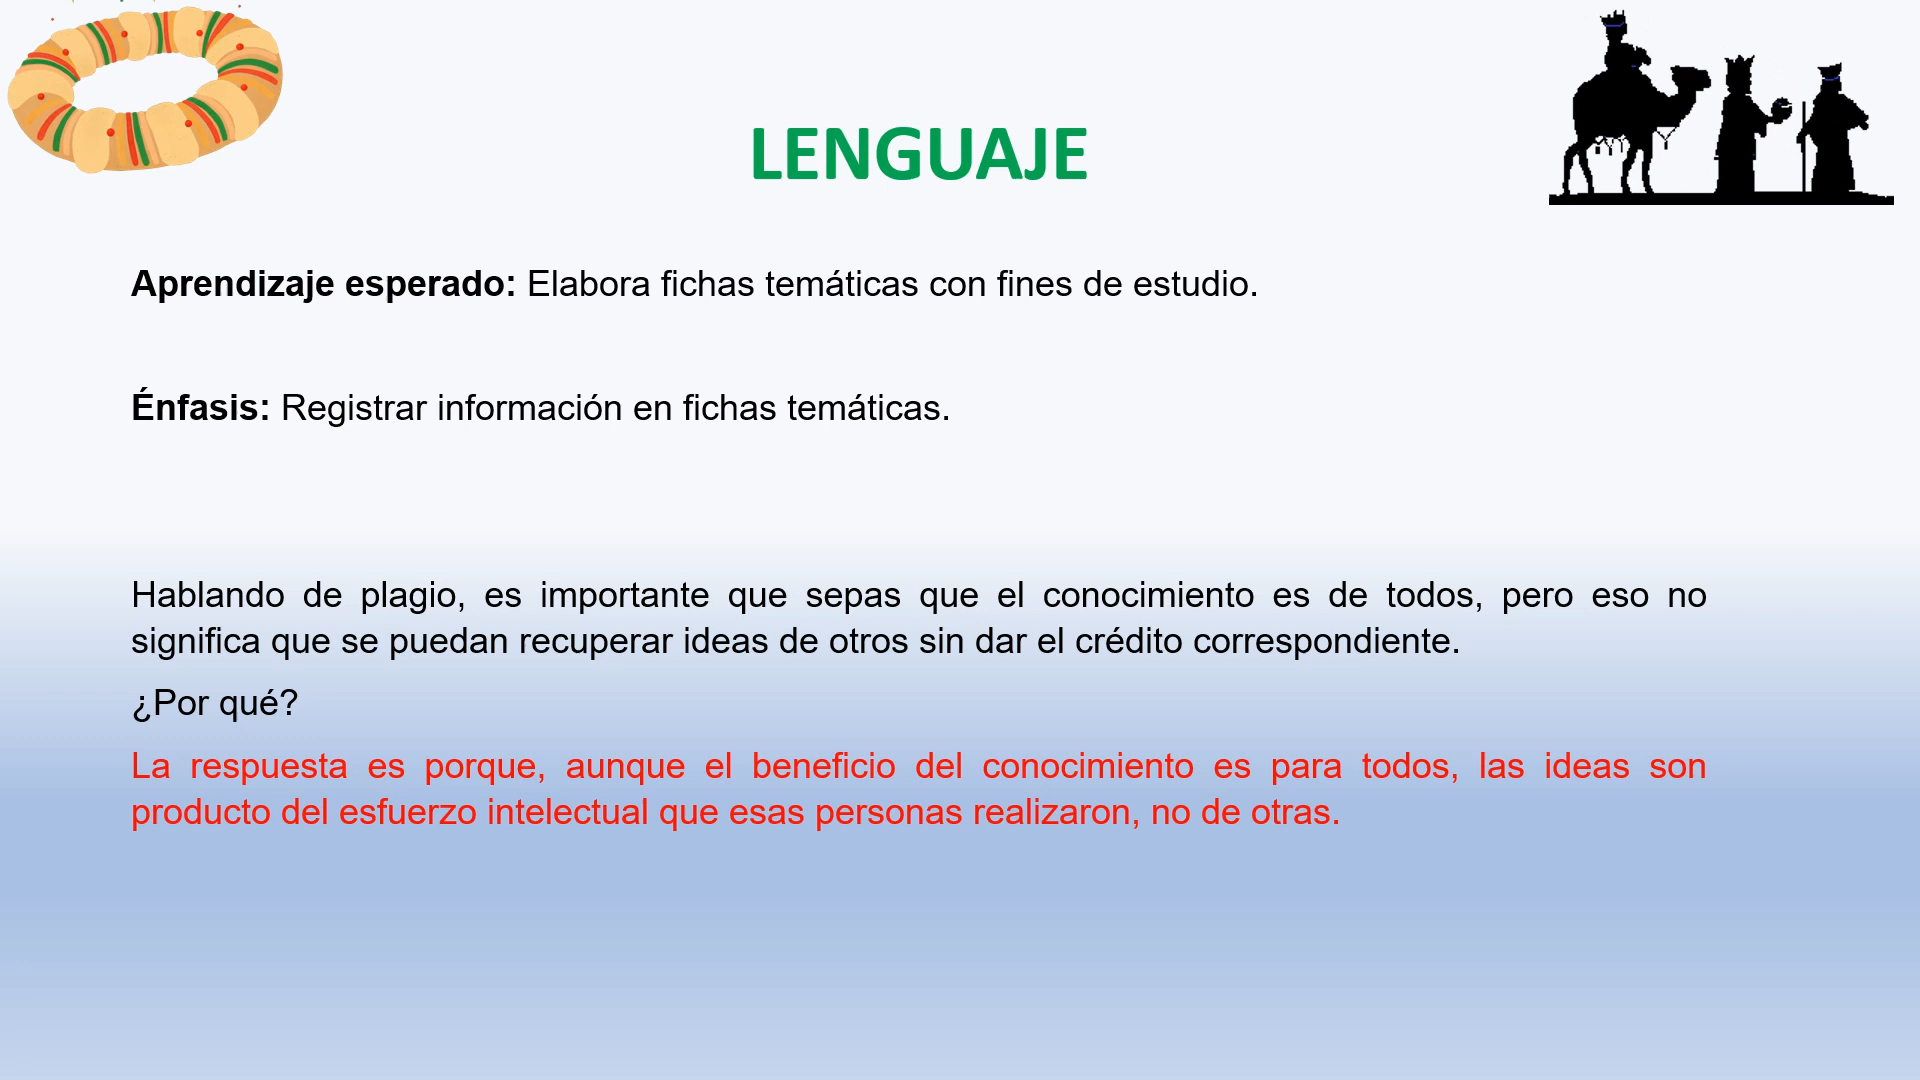 LENGUAJE
Aprendizaje esperado: Elabora fichas temáticas con fines de estudio.
Énfasis: Registrar información en fichas temáticas.
Hablando de plagio, es importante que sepas que el conocimiento es de todos, pero eso no
significa que se puedan recuperar ideas de otros sin dar el crédito correspondiente.
¿Por qué?
La respuesta es porque, aunque el beneficio del conocimiento es para todos, las ideas son
producto del esfuerzo intelectual que esas personas realizaron, no de otras.